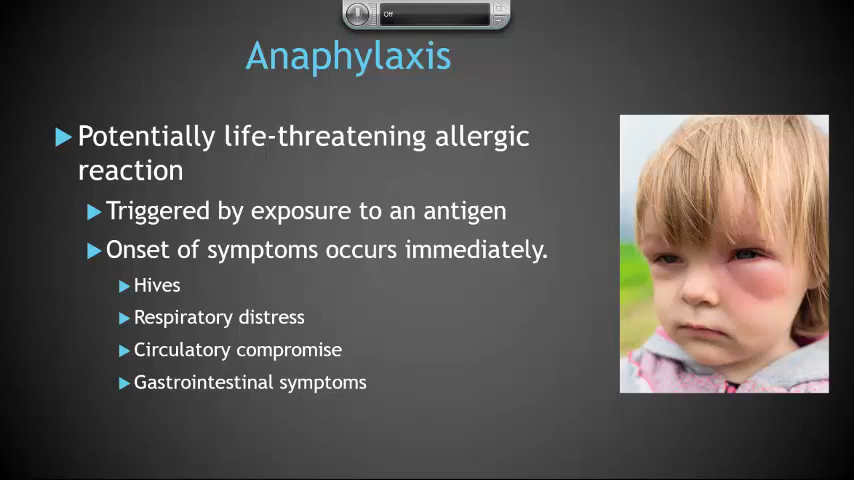 Off
Anaphylaxis
Potentially life-threatening allergic
reaction
Triggered by exposure to an antigen
Onset of symptoms occurs immediately.
Hives
Respiratory distress
Circulatory compromise
Gastrointestinal symptoms